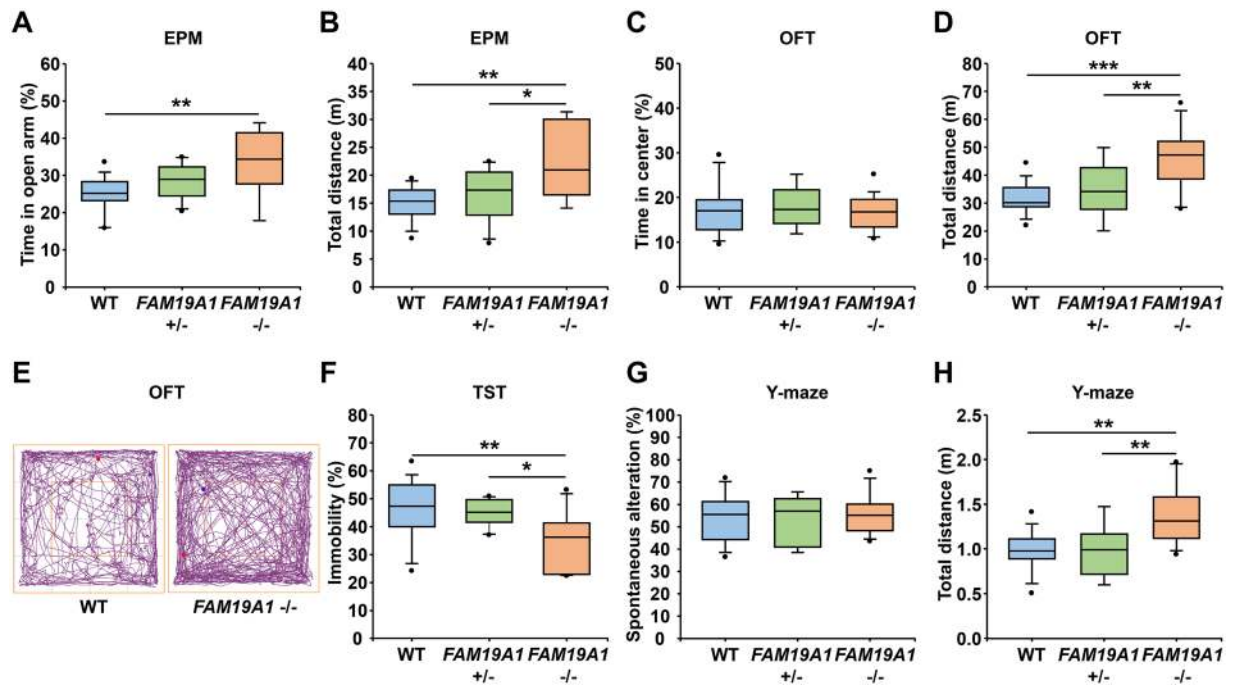 A
EPM
Time in open arm (%)
60
50
40
30
20
10
0
**
WT FAM19A1 FAM19A1
+/- -/-
B
EPM
Total distance (m)
40
35
30
25
20
15
10
5
0
**
*
WT FAM19A1 FAM19A1
+/- -/-
C
OFT
Time in center (%)
50
40
30
20
10
0
WT FAM19A1 FAM19A1
+/- -/-
D
OFT
Total distance (m)
80
70
60
50
40
30
20
10
0
***
**
WT FAM19A1 FAM19A1
+/- -/-
E
OFT
WT FAM19A1 -/-
F
TST
Immobility (%)
100
90
80
70
60
50
40
30
20
10
0
**
*
WT FAM19A1 FAM19A1
+/- -/-
G
Y-maze
Spontaneous alteration (%)
100
90
80
70
60
50
40
30
20
10
0
WT FAM19A1 FAM19A1
+/- -/-
H
Y-maze
Total distance (m)
2.5
2.0
1.5
1.0
0.5
0.0
**
**
WT FAM19A1 FAM19A1
+/- -/-